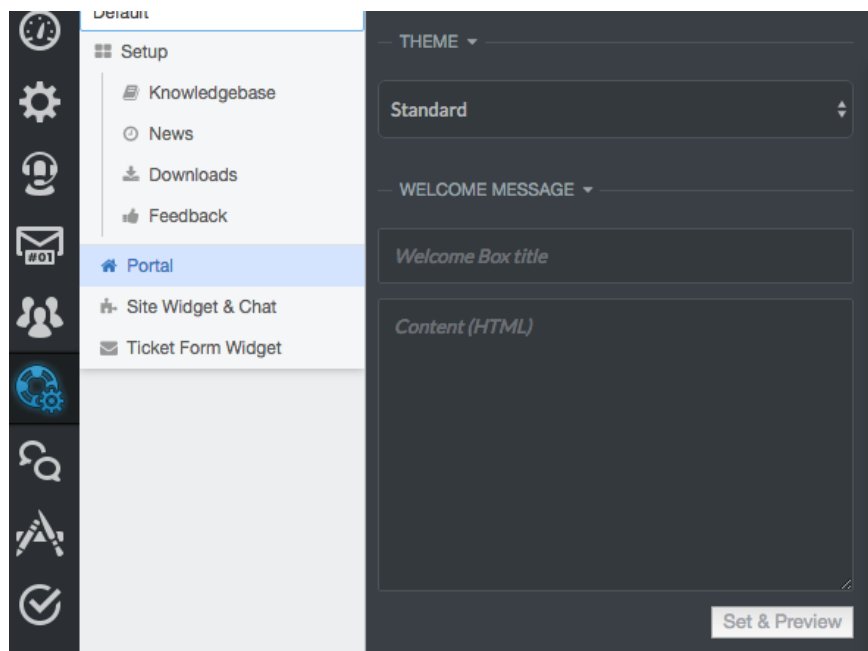 Default
Setup
Knowledgebase
News
Downloads
Feedback
#01
Portal
Site Widget & Chat
Ticket Form Widget
THEME
Standard
WELCOME MESSAGE
Welcome Box title
Content (HTML)
Set & Preview